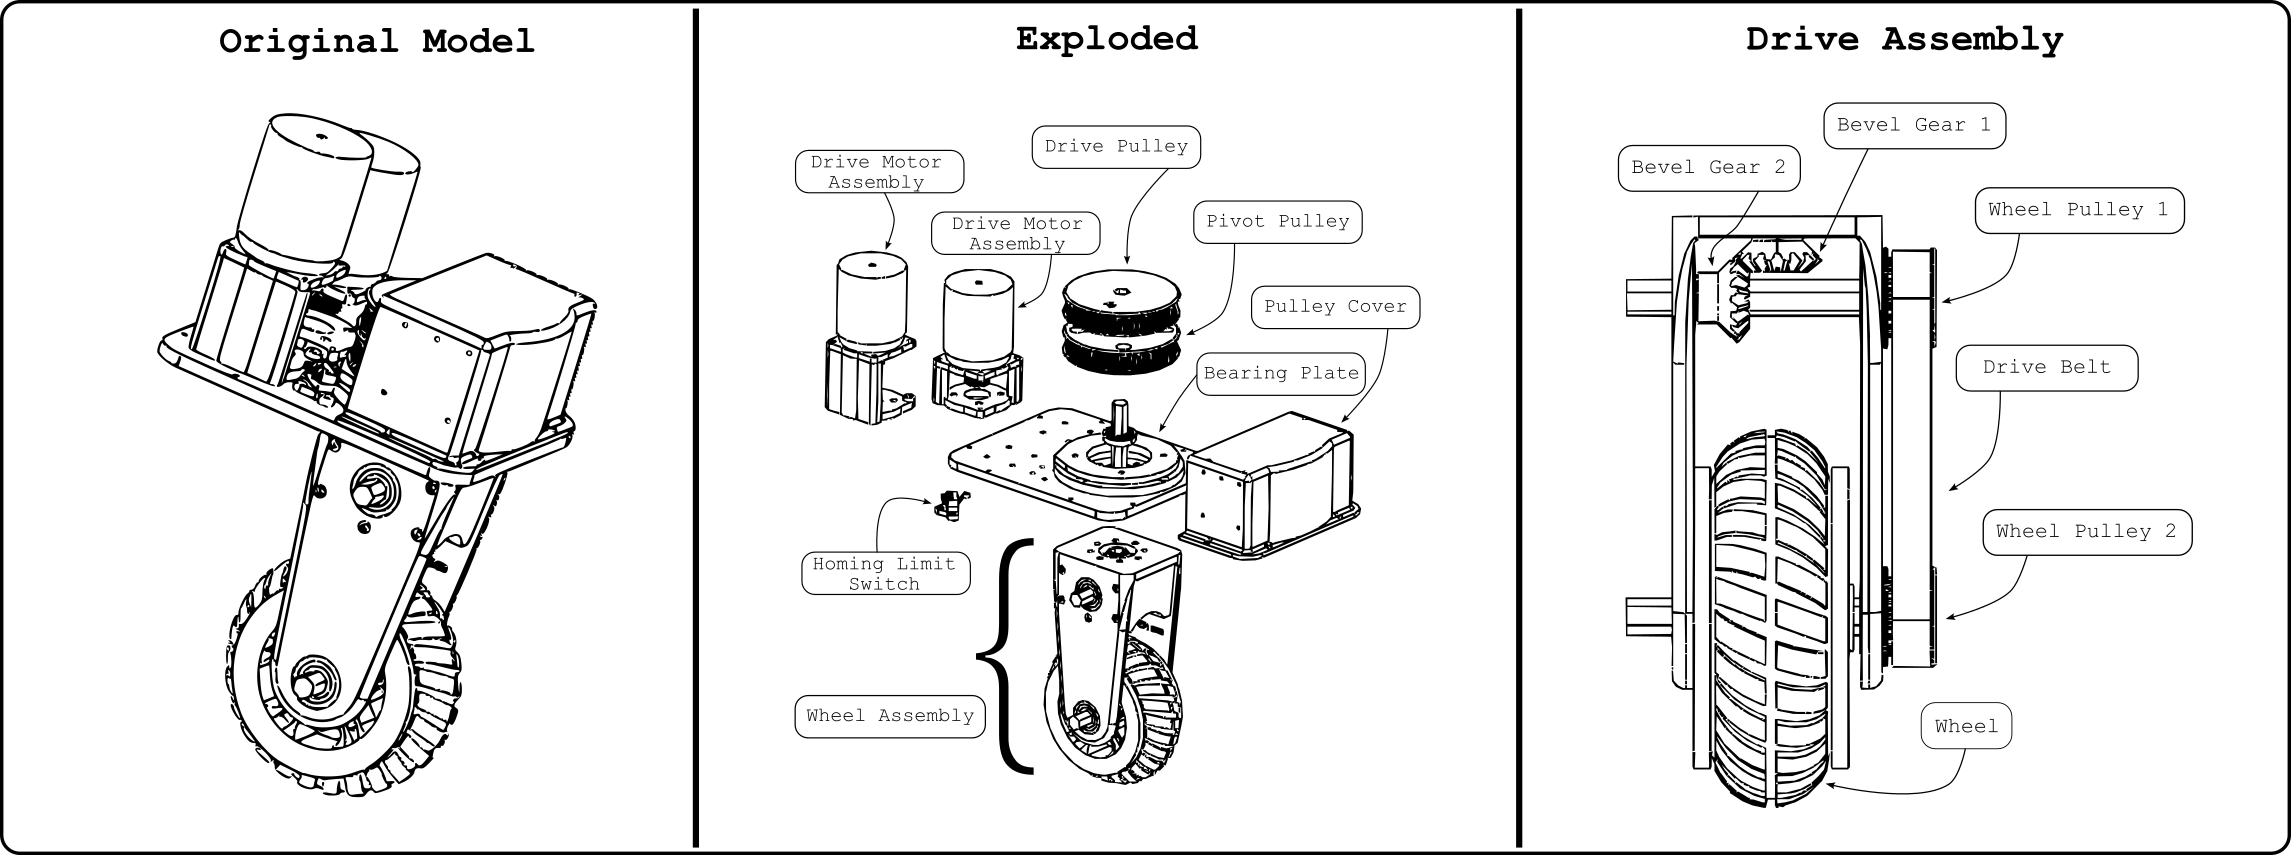 Original Model
Exploded
Drive Motor
Assembly
Drive Motor
Assembly
Drive Pulley
Pivot Pulley
Pulley Cover
Bearing Plate
Homing Limit
Switch
Wheel Assembly
Drive Assembly
Bevel Gear 1
Bevel Gear 2
Wheel Pulley 1
Drive Belt
Wheel Pulley 2
Wheel